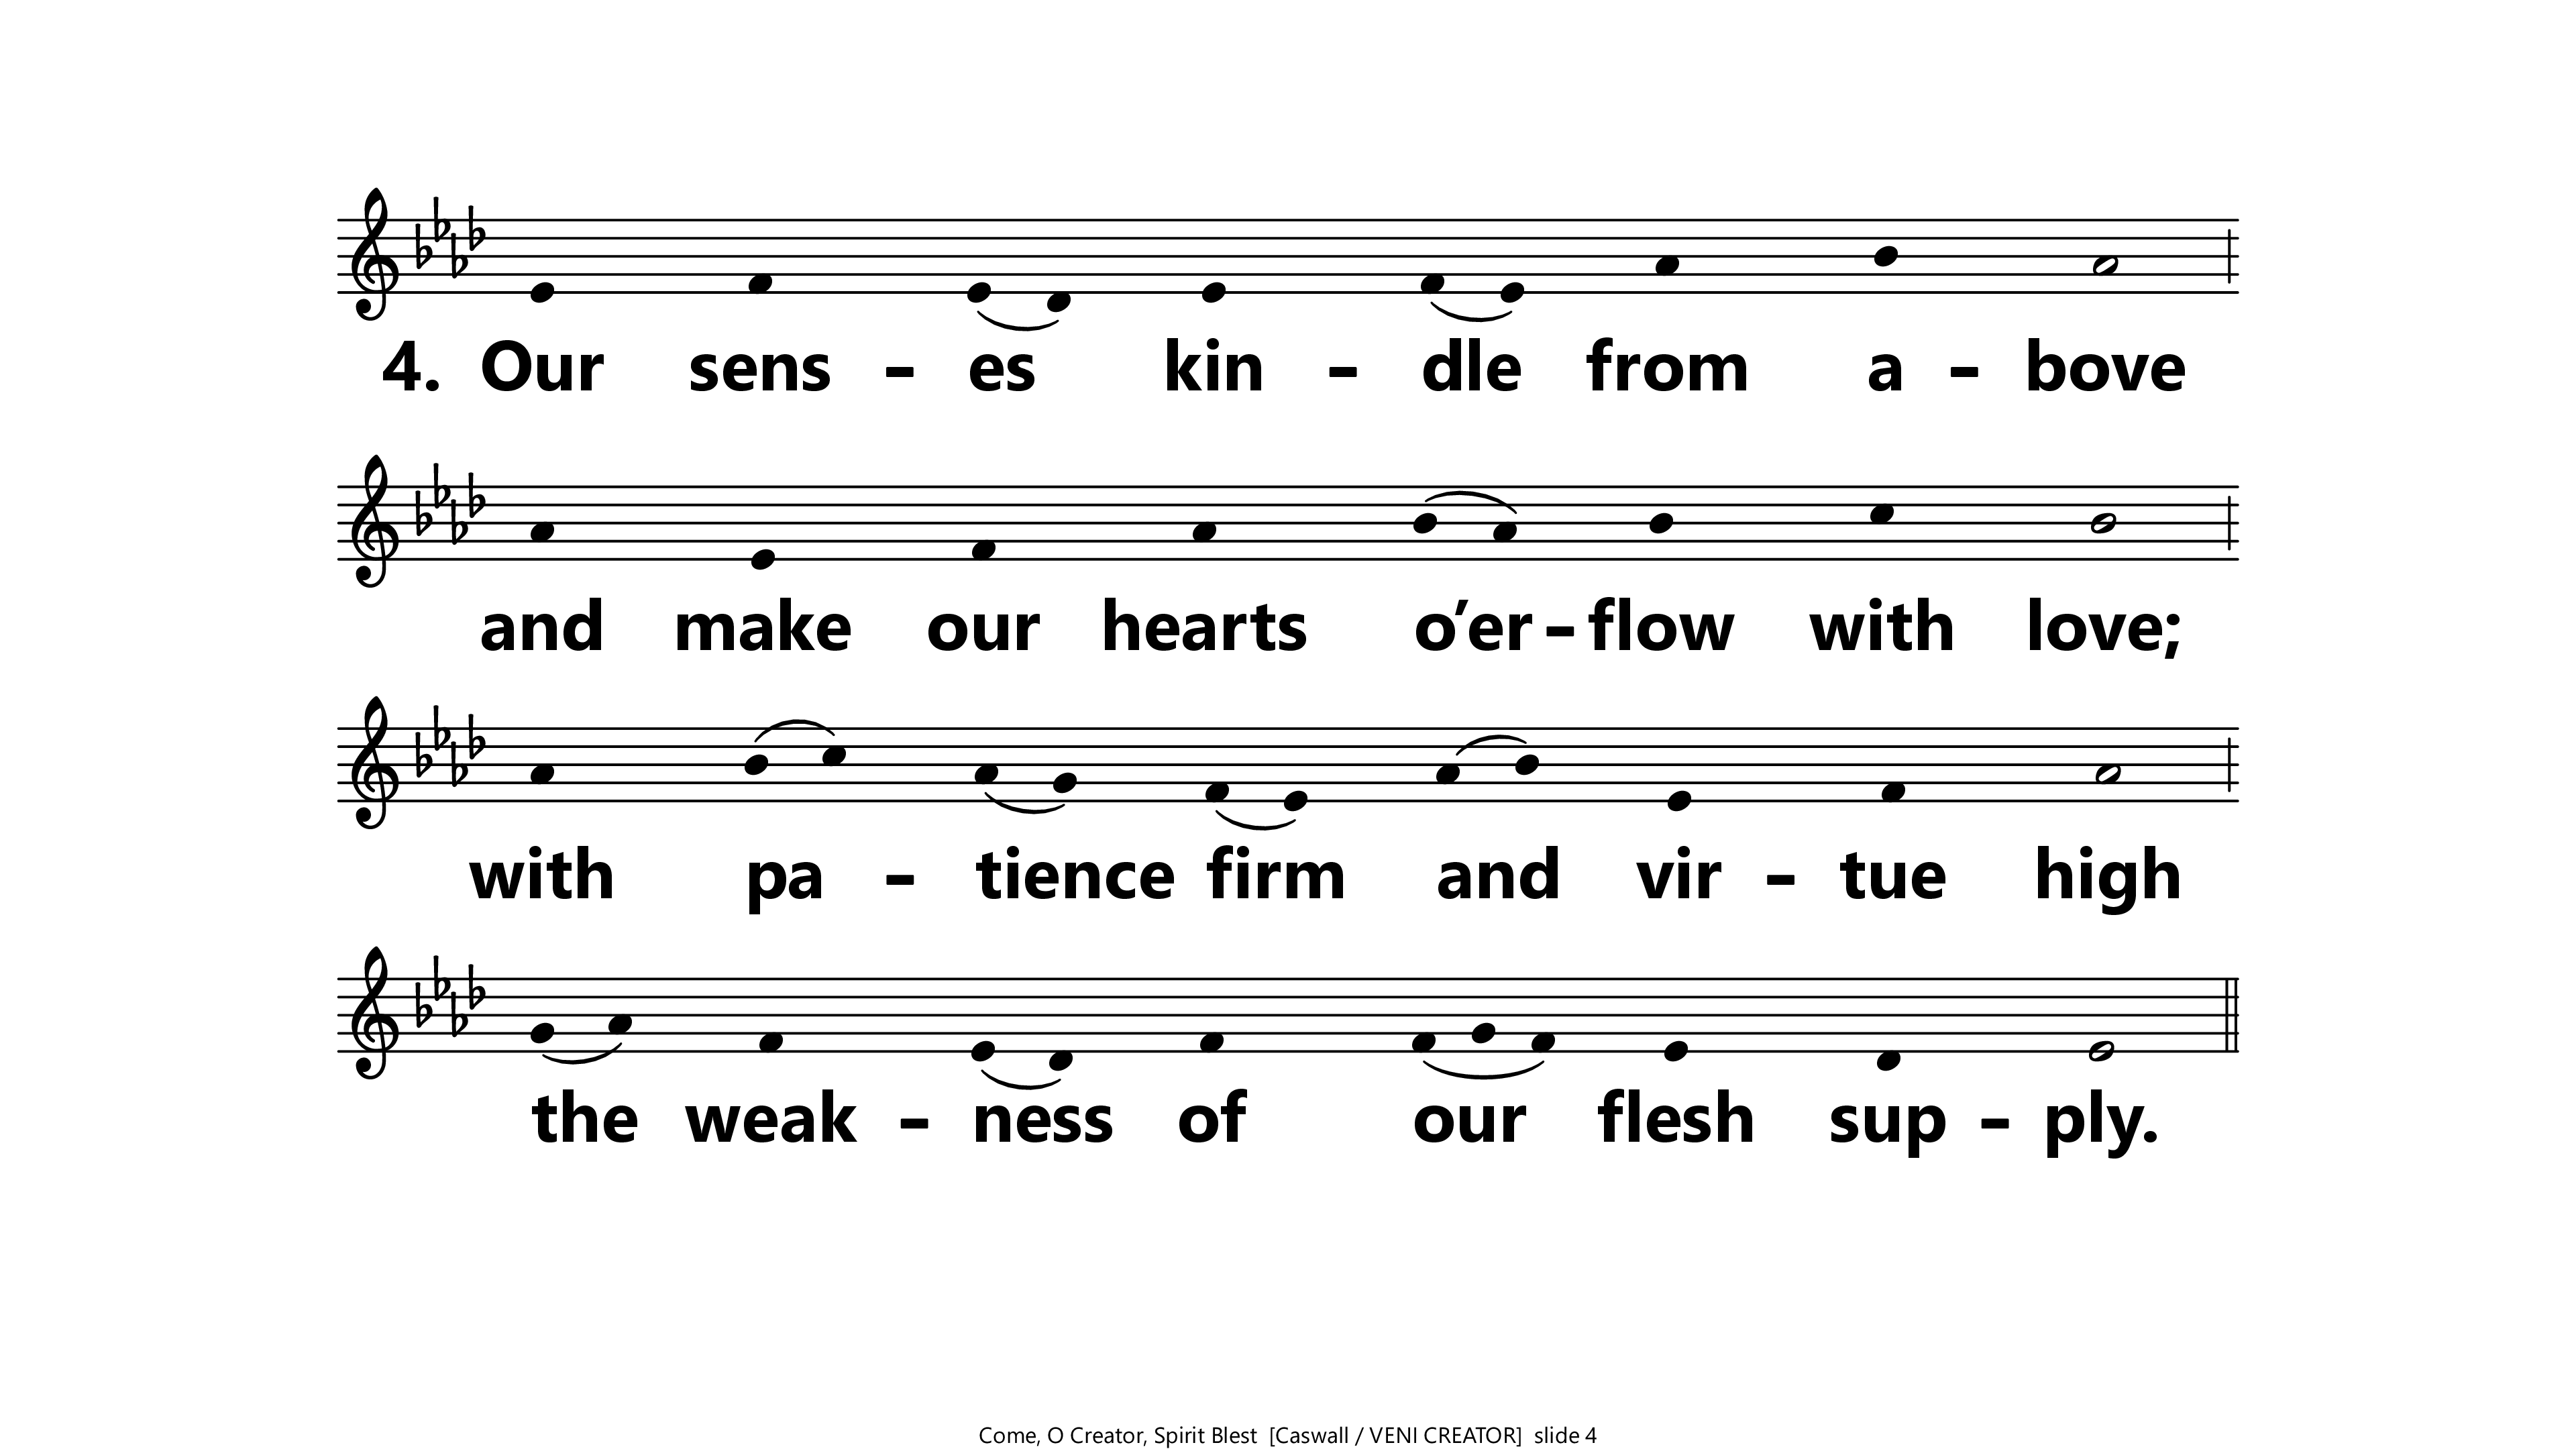 4. Our sens - es kin - dle from a - bove
and make our hearts o’er - flow with love;
with pa - tience firm and vir - tue high
the weak - ness of our flesh sup - ply.
Come, O Creator, Spirit Blest [Caswall / VENI CREATOR] slide 4